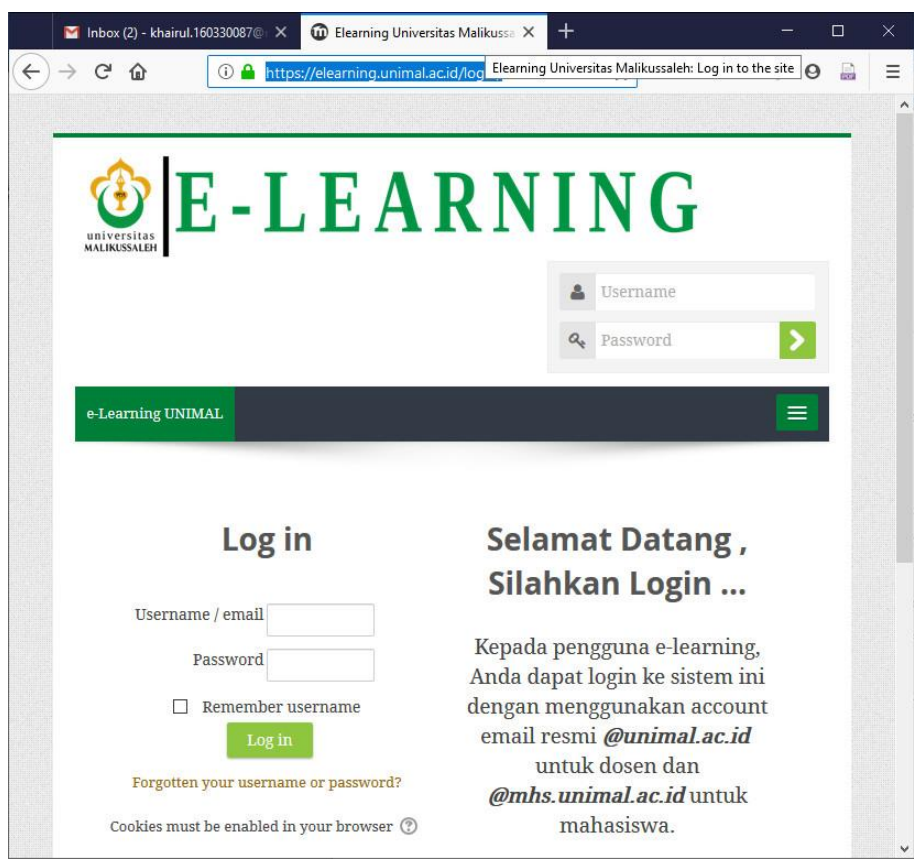 Inbox (2) - khairul.160330087@
Elearning Universitas Malikussa
https://elearning.unimal.ac.id/log
Elearning Universitas Malikussaleh: Log in to the site
universitas
MALIKUSSALEH
E-LEARNING
Username
Password
e-Learning UNIMAL
Log in
Username / email
Password
Remember username
Log in
Forgotten your username or password?
Cookies must be enabled in your browser
Selamat Datang ,
Silahkan Login ...
Kepada pengguna e-learning,
Anda dapat login ke sistem ini
dengan menggunakan account
email resmi @unimal.ac.id
untuk dosen dan
@mhs.unimal.ac.id untuk
mahasiswa.